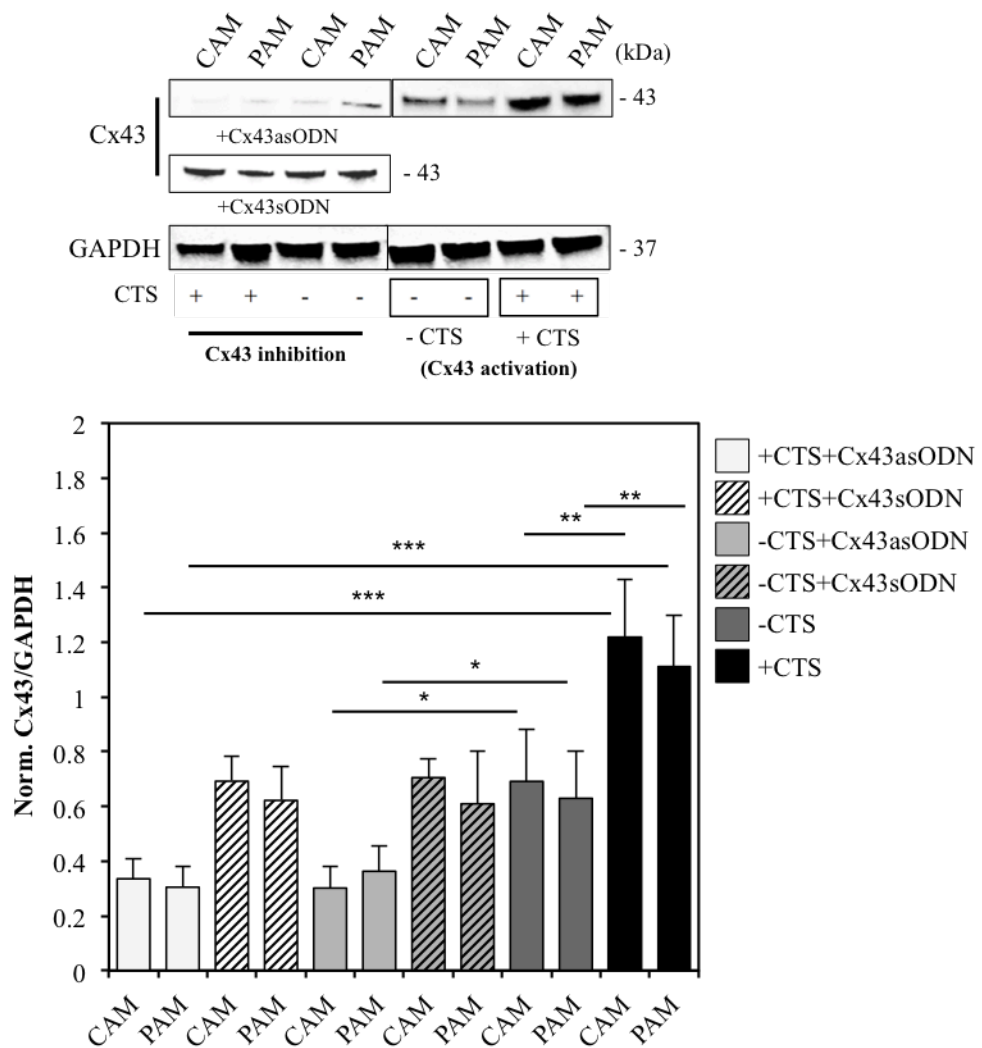 CAM PAM CAM PAM CAM PAM CAM PAM (kDa)
- 43
Cx43
+Cx43asODN
- 43
+Cx43sODN
GAPDH
- 37
CTS + + - - - - + +
Cx43 inhibition
- CTS + CTS
(Cx43 activation)
2
1.8
1.6
1.4
1.2
1
0.8
0.6
0.4
0.2
0
Norm. Cx43/GAPDH
**
**
***
***
*
*
+CTS+Cx43asODN
+CTS+Cx43sODN
-CTS+Cx43asODN
-CTS+Cx43sODN
-CTS
+CTS
CAM PAM CAM PAM CAM PAM CAM PAM CAM PAM CAM PAM